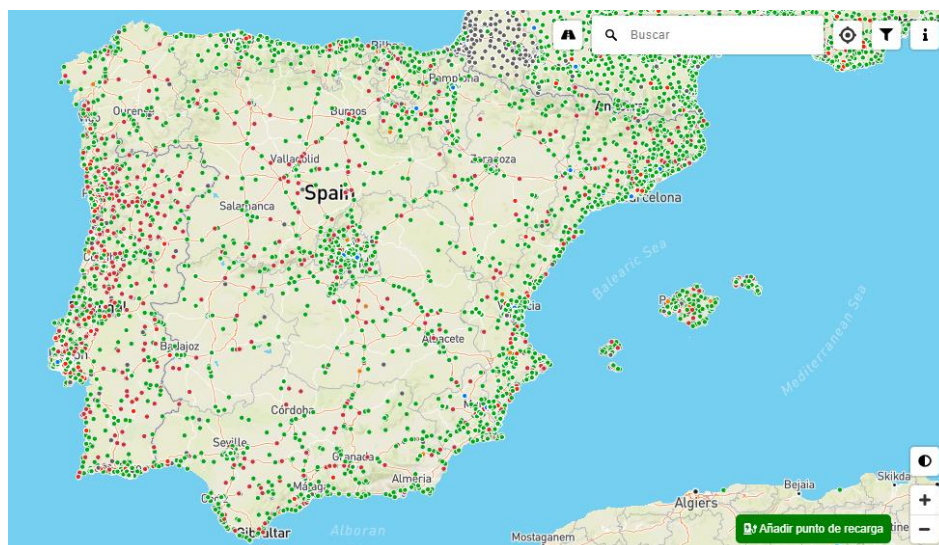 Buscar
i
Pamplona
Ourense
Burgos
Valladolid
Zaragoza
Spain
Salamanca
Barcelona
Balearic Sea
Mediterranean Sea
Badajoz
Albacete
Córdoba
Seville
Granada
Almería
Málaga
Gibraltar
Alboran
Algiers
Bejaia
Skikda
Mostaganem
Añadir punto de recarga
+
−